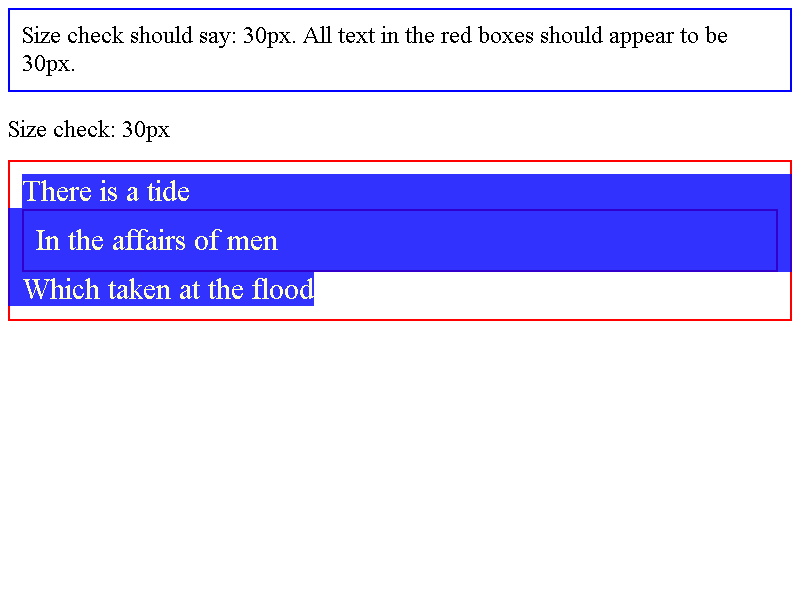 Size check should say: 30px. All text in the red boxes should appear to be
30px.
Size check: 30px
There is a tide
In the affairs of men
Which taken at the flood